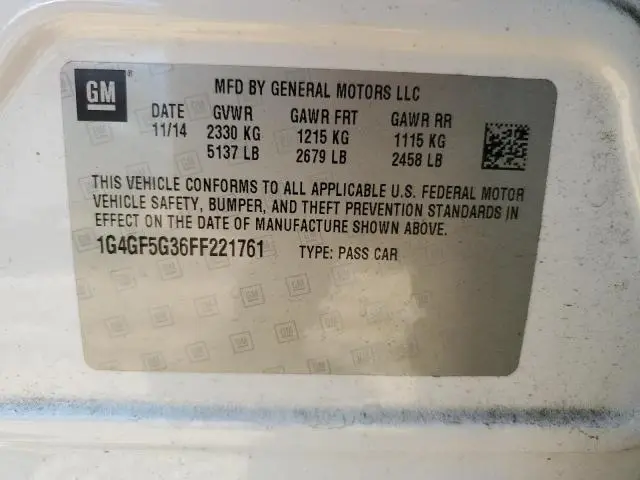 GM
MFD BY GENERAL MOTORS LLC
DATE GVWR GAWR FRT GAWR RR
11/14 2330 KG 1215 KG 1115 KG
5137 LB 2679 LB 2458 LB
THIS VEHICLE CONFORMS TO ALL APPLICABLE U.S. FEDERAL MOTOR
VEHICLE SAFETY, BUMPER, AND THEFT PREVENTION STANDARDS IN
EFFECT ON THE DATE OF MANUFACTURE SHOWN ABOVE.
1G4GF5G36FF221761 TYPE: PASS CAR